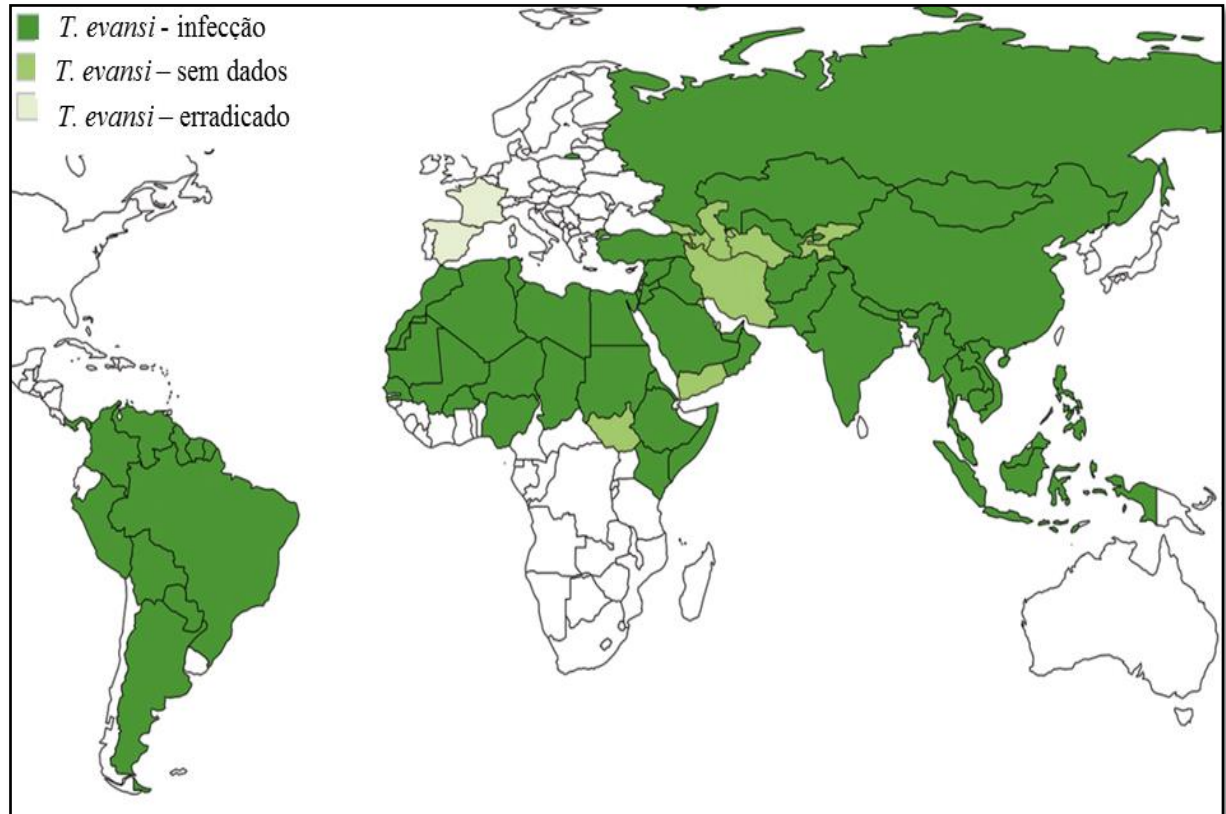 T. evansi - infecção
T. evansi – sem dados
T. evansi – erradicado